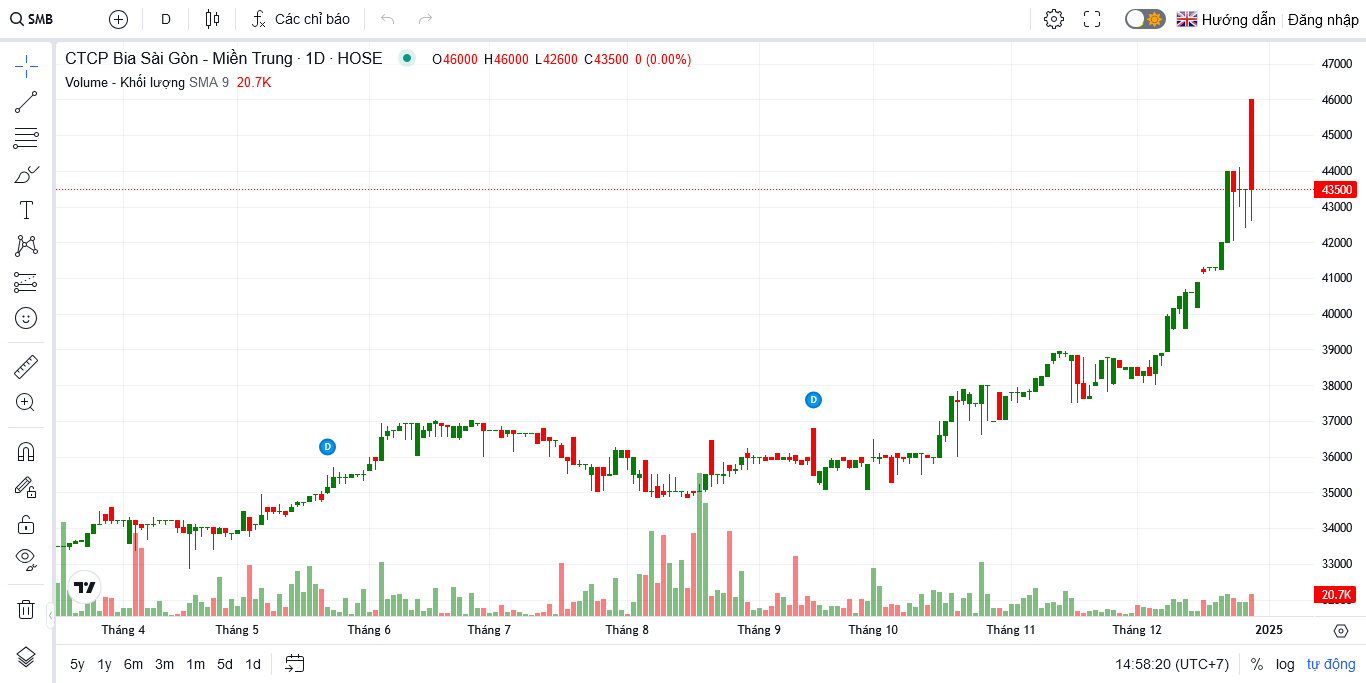 SMB D Các chỉ báo Hướng dẫn Đăng nhập
CTCP Bia Sài Gòn - Miền Trung · 1D · HOSE O46000 H46000 L42600 C43500 0 (0.00%)
Volume - Khối lượng SMA 9 20.7K
47000
46000
45000
44000
43500
43000
42000
41000
40000
39000
38000
37000
36000
35000
34000
33000
20.7K
D
D
Tháng 4 Tháng 5 Tháng 6 Tháng 7 Tháng 8 Tháng 9 Tháng 10 Tháng 11 Tháng 12 2025
5y 1y 6m 3m 1m 5d 1d 14:58:20 (UTC+7) % log tự động